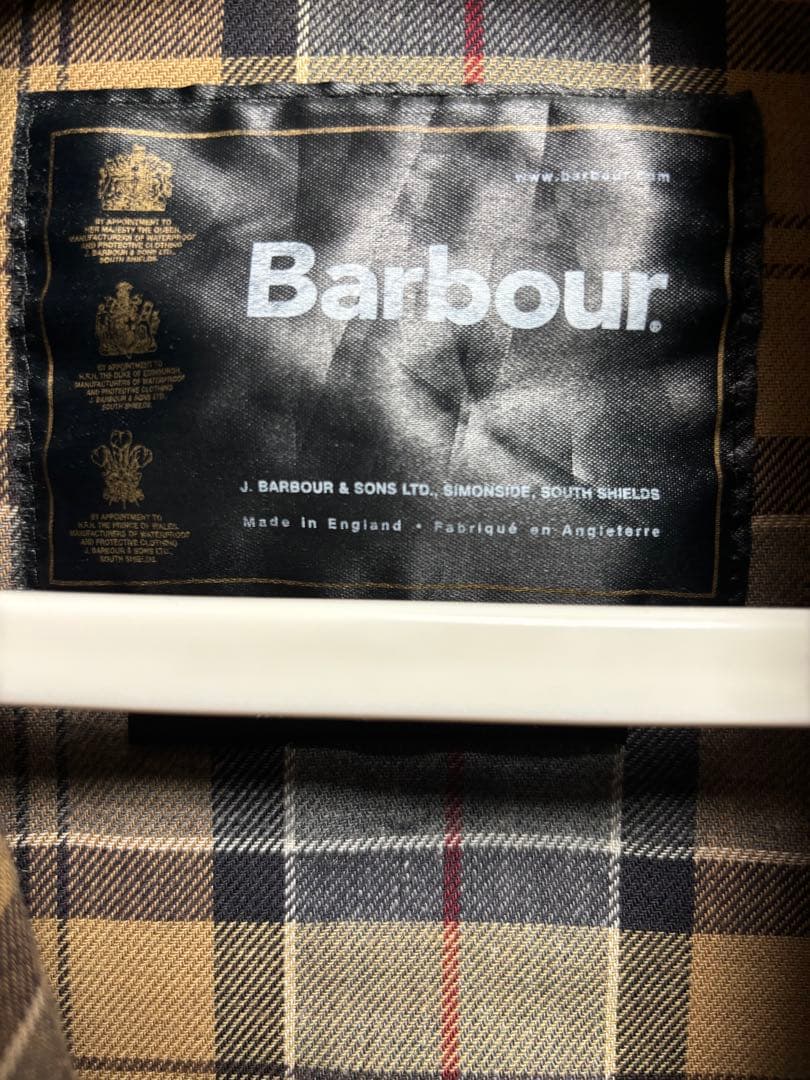 www.barbour.com
Barbour.
BY APPOINTMENT TO
HER MAJESTY THE QUEEN,
MANUFACTURERS OF WATERPROOF
AND PROTECTIVE CLOTHING
J. BARBOUR & SONS LTD.
SOUTH SHIELDS
BY APPOINTMENT TO
H.R.H. THE DUKE OF EDINBURGH,
MANUFACTURERS OF WATERPROOF
AND PROTECTIVE CLOTHING
J. BARBOUR & SONS LTD.
SOUTH SHIELDS
BY APPOINTMENT TO
H.R.H. THE PRINCE OF WALES,
MANUFACTURERS OF WATERPROOF
AND PROTECTIVE CLOTHING
J. BARBOUR & SONS LTD.
SOUTH SHIELDS
J. BARBOUR & SONS LTD., SIMONSIDE, SOUTH SHIELDS
Made in England • Fabriqué en Angleterre